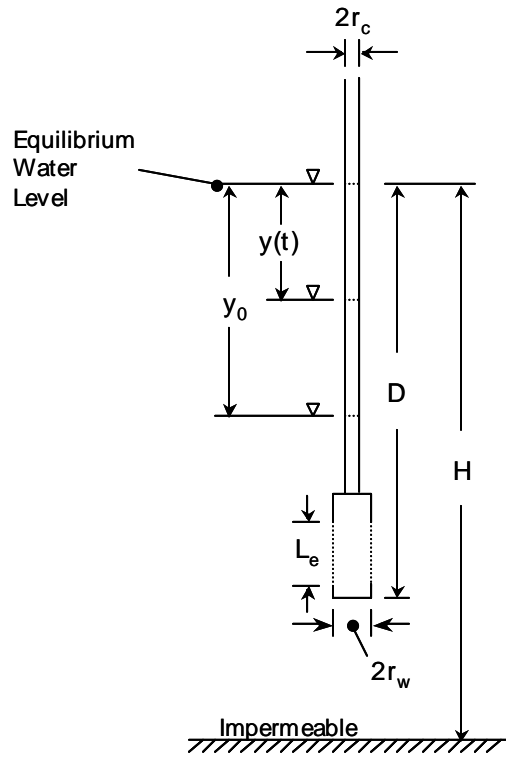 2r_c
Equilibrium
Water
Level
y(t)
y_0
D
H
L_e
2r_w
Impermeable